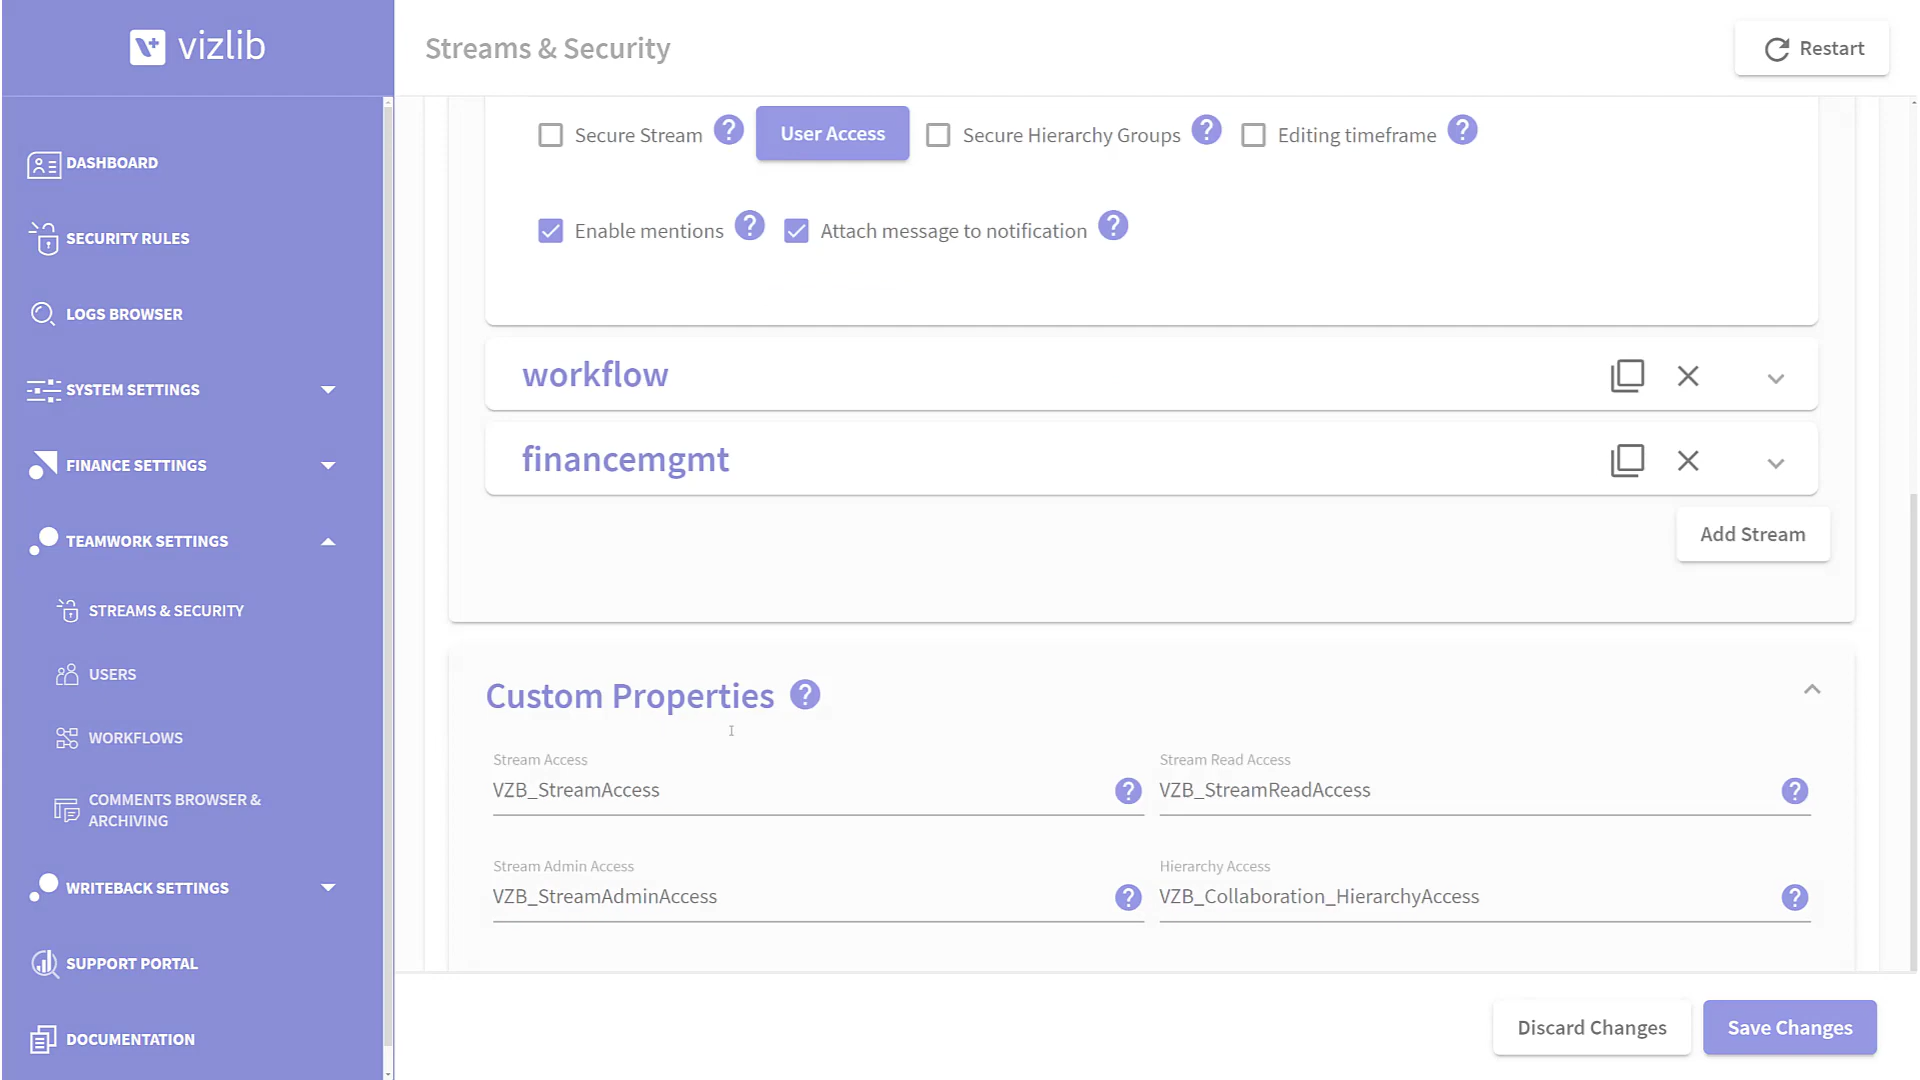 vizlib
Streams & Security
Restart
DASHBOARD
SECURITY RULES
LOGS BROWSER
SYSTEM SETTINGS
FINANCE SETTINGS
TEAMWORK SETTINGS
STREAMS & SECURITY
USERS
WORKFLOWS
COMMENTS BROWSER &
ARCHIVING
WRITEBACK SETTINGS
SUPPORT PORTAL
DOCUMENTATION
Secure Stream ? User Access Secure Hierarchy Groups ? Editing timeframe ?
Enable mentions ? Attach message to notification ?
workflow
financemgmt
Add Stream
Custom Properties ?
Stream Access
VZB_StreamAccess ?
Stream Read Access
VZB_StreamReadAccess ?
Stream Admin Access
VZB_StreamAdminAccess ?
Hierarchy Access
VZB_Collaboration_HierarchyAccess ?
Discard Changes
Save Changes